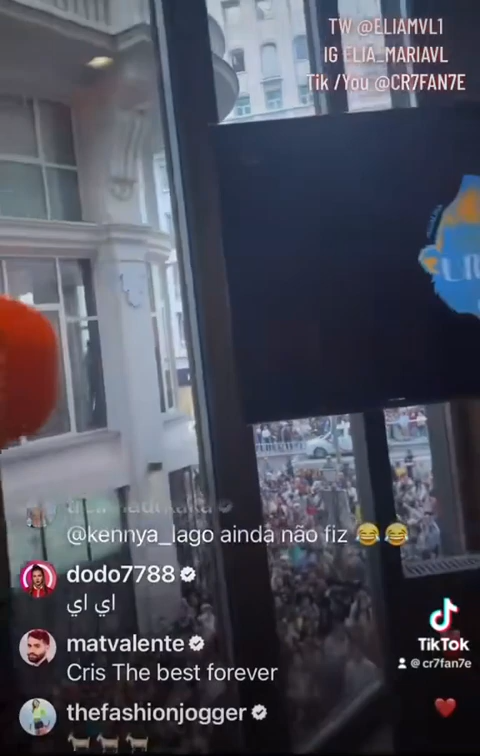 TW @ELIAMVL1
IG ELIA_MARIAVL
Tik /You @CR7FAN7E
@kennya_lago ainda não fiz 😂😂
dodo7788
اي اي
matvalente
Cris The best forever
thefashionjogger
🐐🐐🐐
TikTok
@cr7fan7e